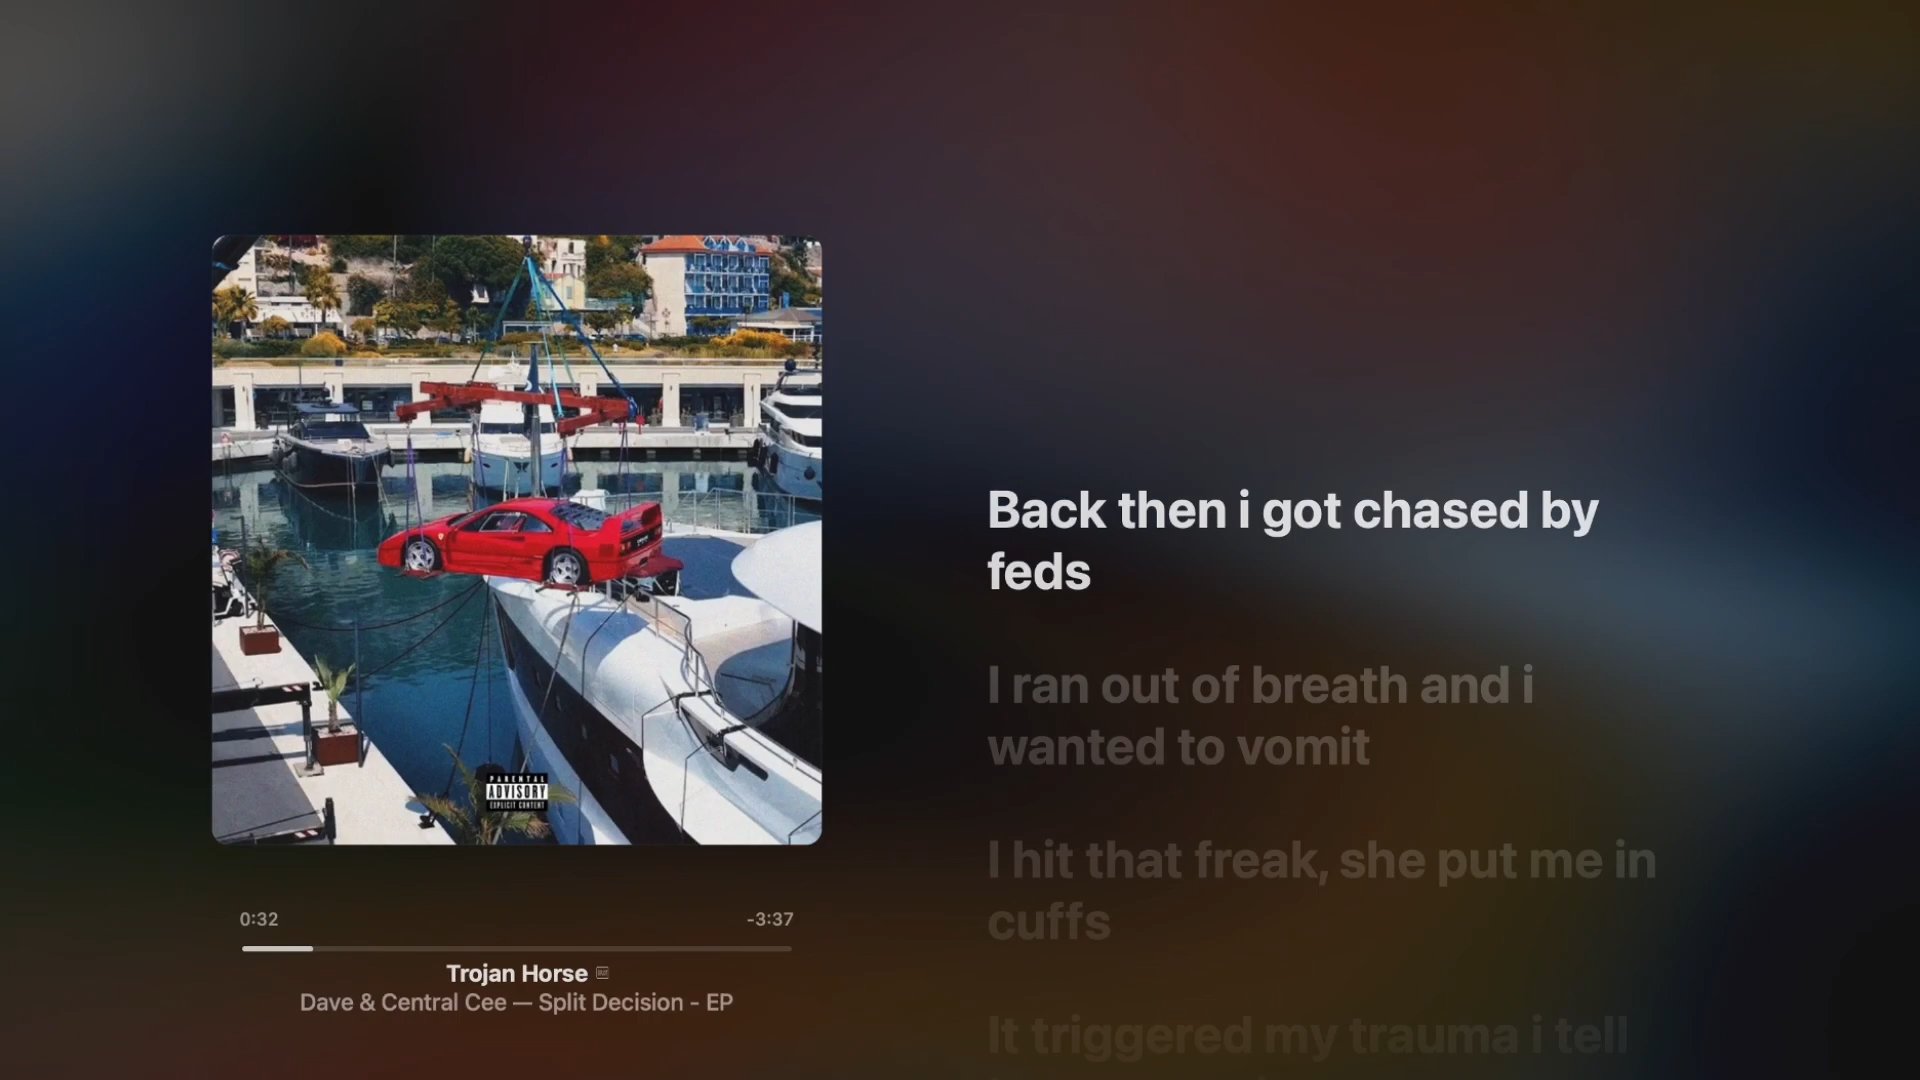 PARENTAL
ADVISORY
EXPLICIT CONTENT
0:32
-3:37
Trojan Horse
Dave & Central Cee — Split Decision - EP
Back then i got chased by
feds
I ran out of breath and i
wanted to vomit
I hit that freak, she put me in
cuffs
It triggered my trauma i tell